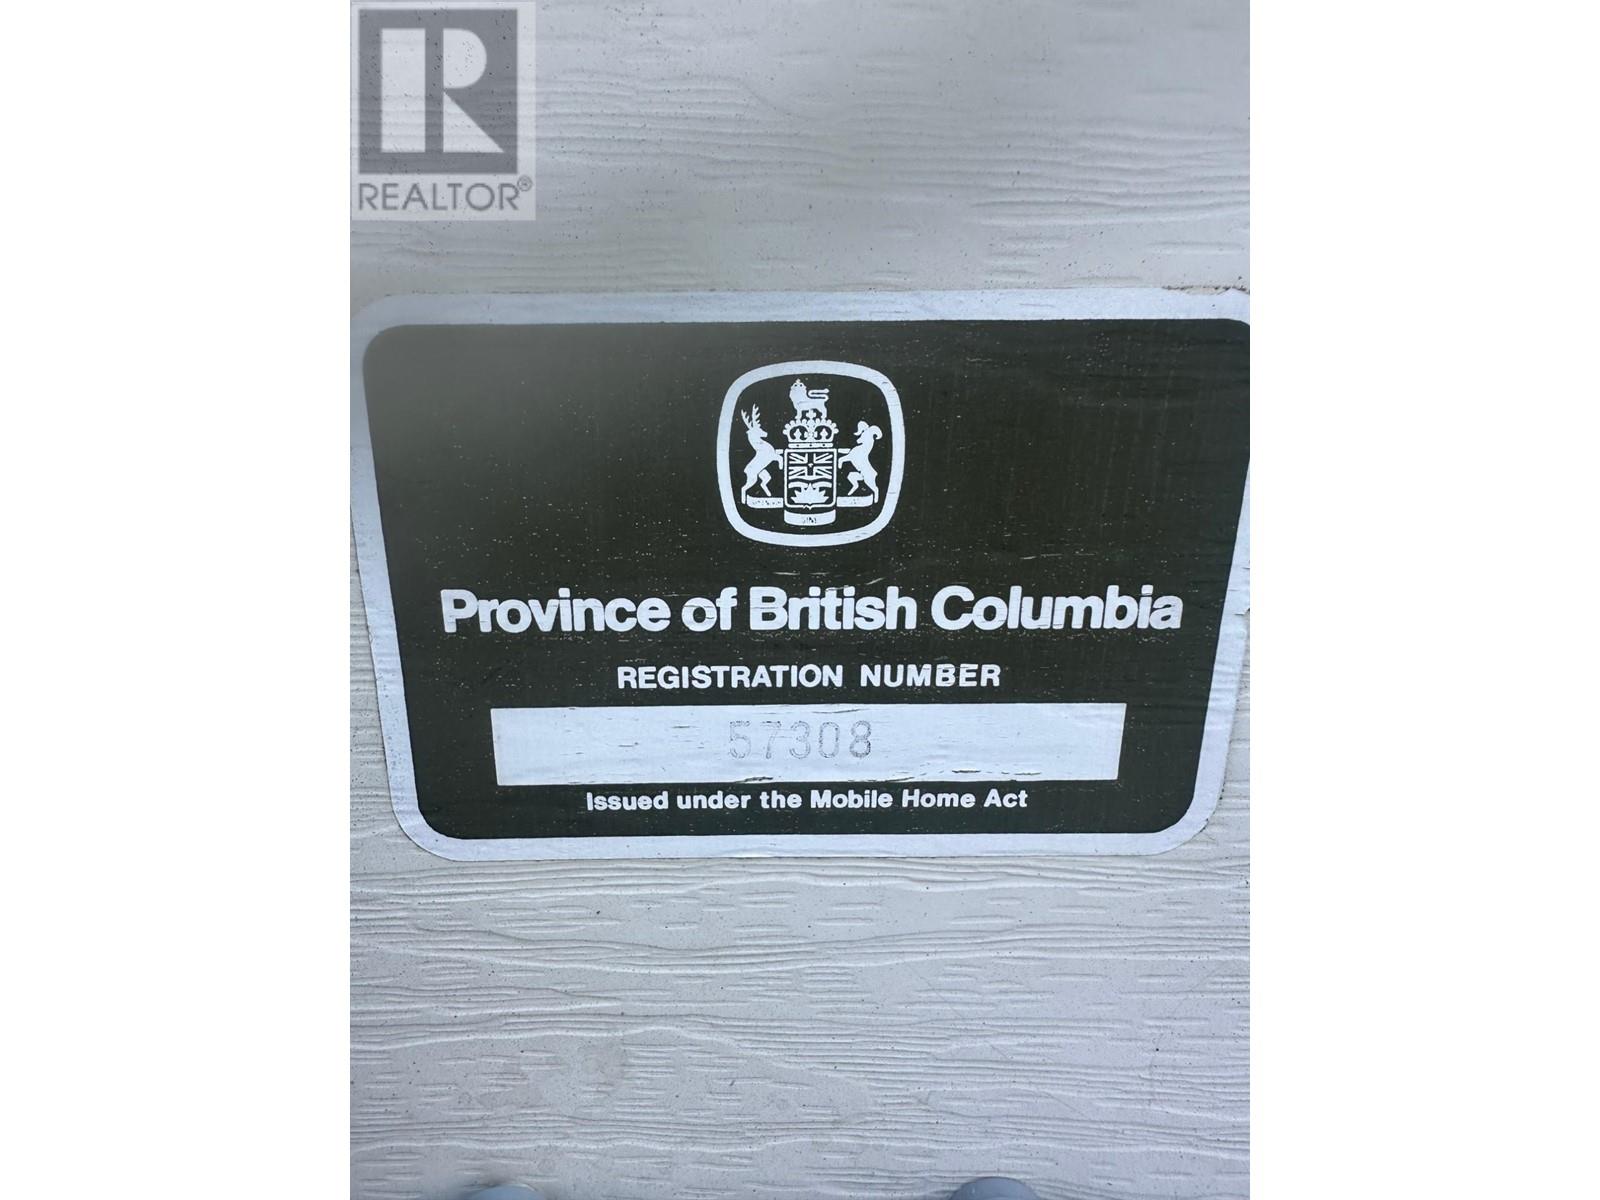 R
REALTOR®
Province of British Columbia
REGISTRATION NUMBER
57308
Issued under the Mobile Home Act